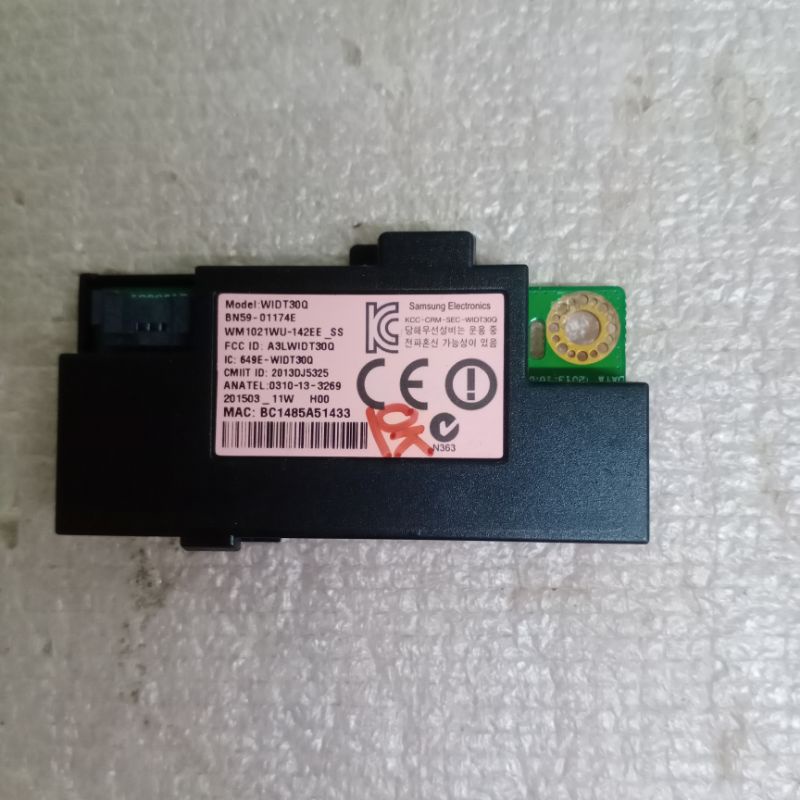 Model:WIDT30Q
BN59-01174E
WM1021WU-142EE_SS
FCC ID: A3LWIDT30Q
IC: 649E-WIDT30Q
CMIIT ID: 2013DJ5325
ANATEL:0310-13-3269
201503_11W H00
MAC: BC1485A51433
Samsung Electronics
KCC-CRM-SEC-WIDT30Q
당해무선설비는 운용 중
전파혼신 가능성이 있음
CE
OK
N363